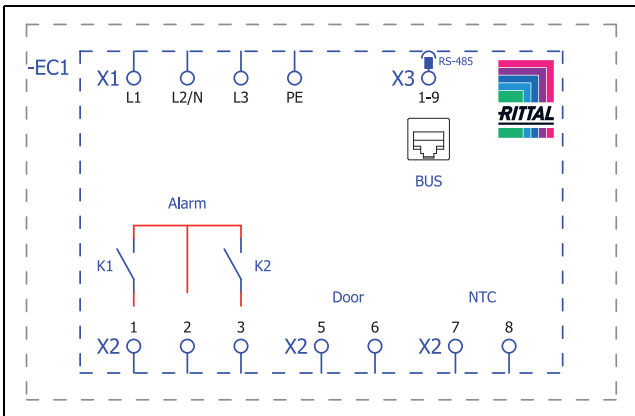 -EC1
X1
L1 L2/N L3 PE
X3 RS-485
1-9
RITTAL
BUS
Alarm
K1 K2
Door NTC
1 2 3 5 6 7 8
X2 X2 X2